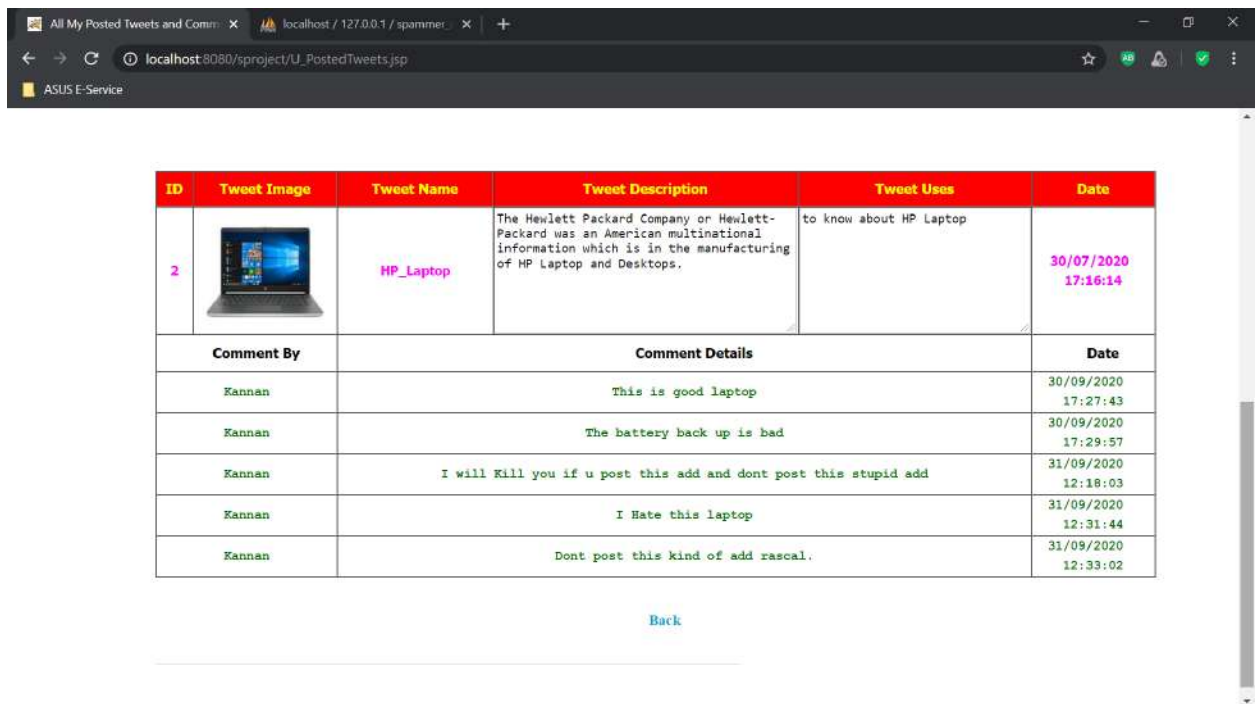 All My Posted Tweets and Comm
localhost / 127.0.0.1 / spammer_
localhost:8080/sproject/U_PostedTweets.jsp
AB
ASUS E-Service
ID Tweet Image Tweet Name Tweet Description Tweet Uses Date
2 HP_Laptop
The Hewlett Packard Company or Hewlett-
Packard was an American multinational
information which is in the manufacturing
of HP Laptop and Desktops.
to know about HP Laptop
30/07/2020
17:16:14
Comment By Comment Details Date
Kannan This is good laptop 30/09/2020
17:27:43
Kannan The battery back up is bad 30/09/2020
17:29:57
Kannan I will Kill you if u post this add and dont post this stupid add 31/09/2020
12:18:03
Kannan I Hate this laptop 31/09/2020
12:31:44
Kannan Dont post this kind of add rascal. 31/09/2020
12:33:02
Back